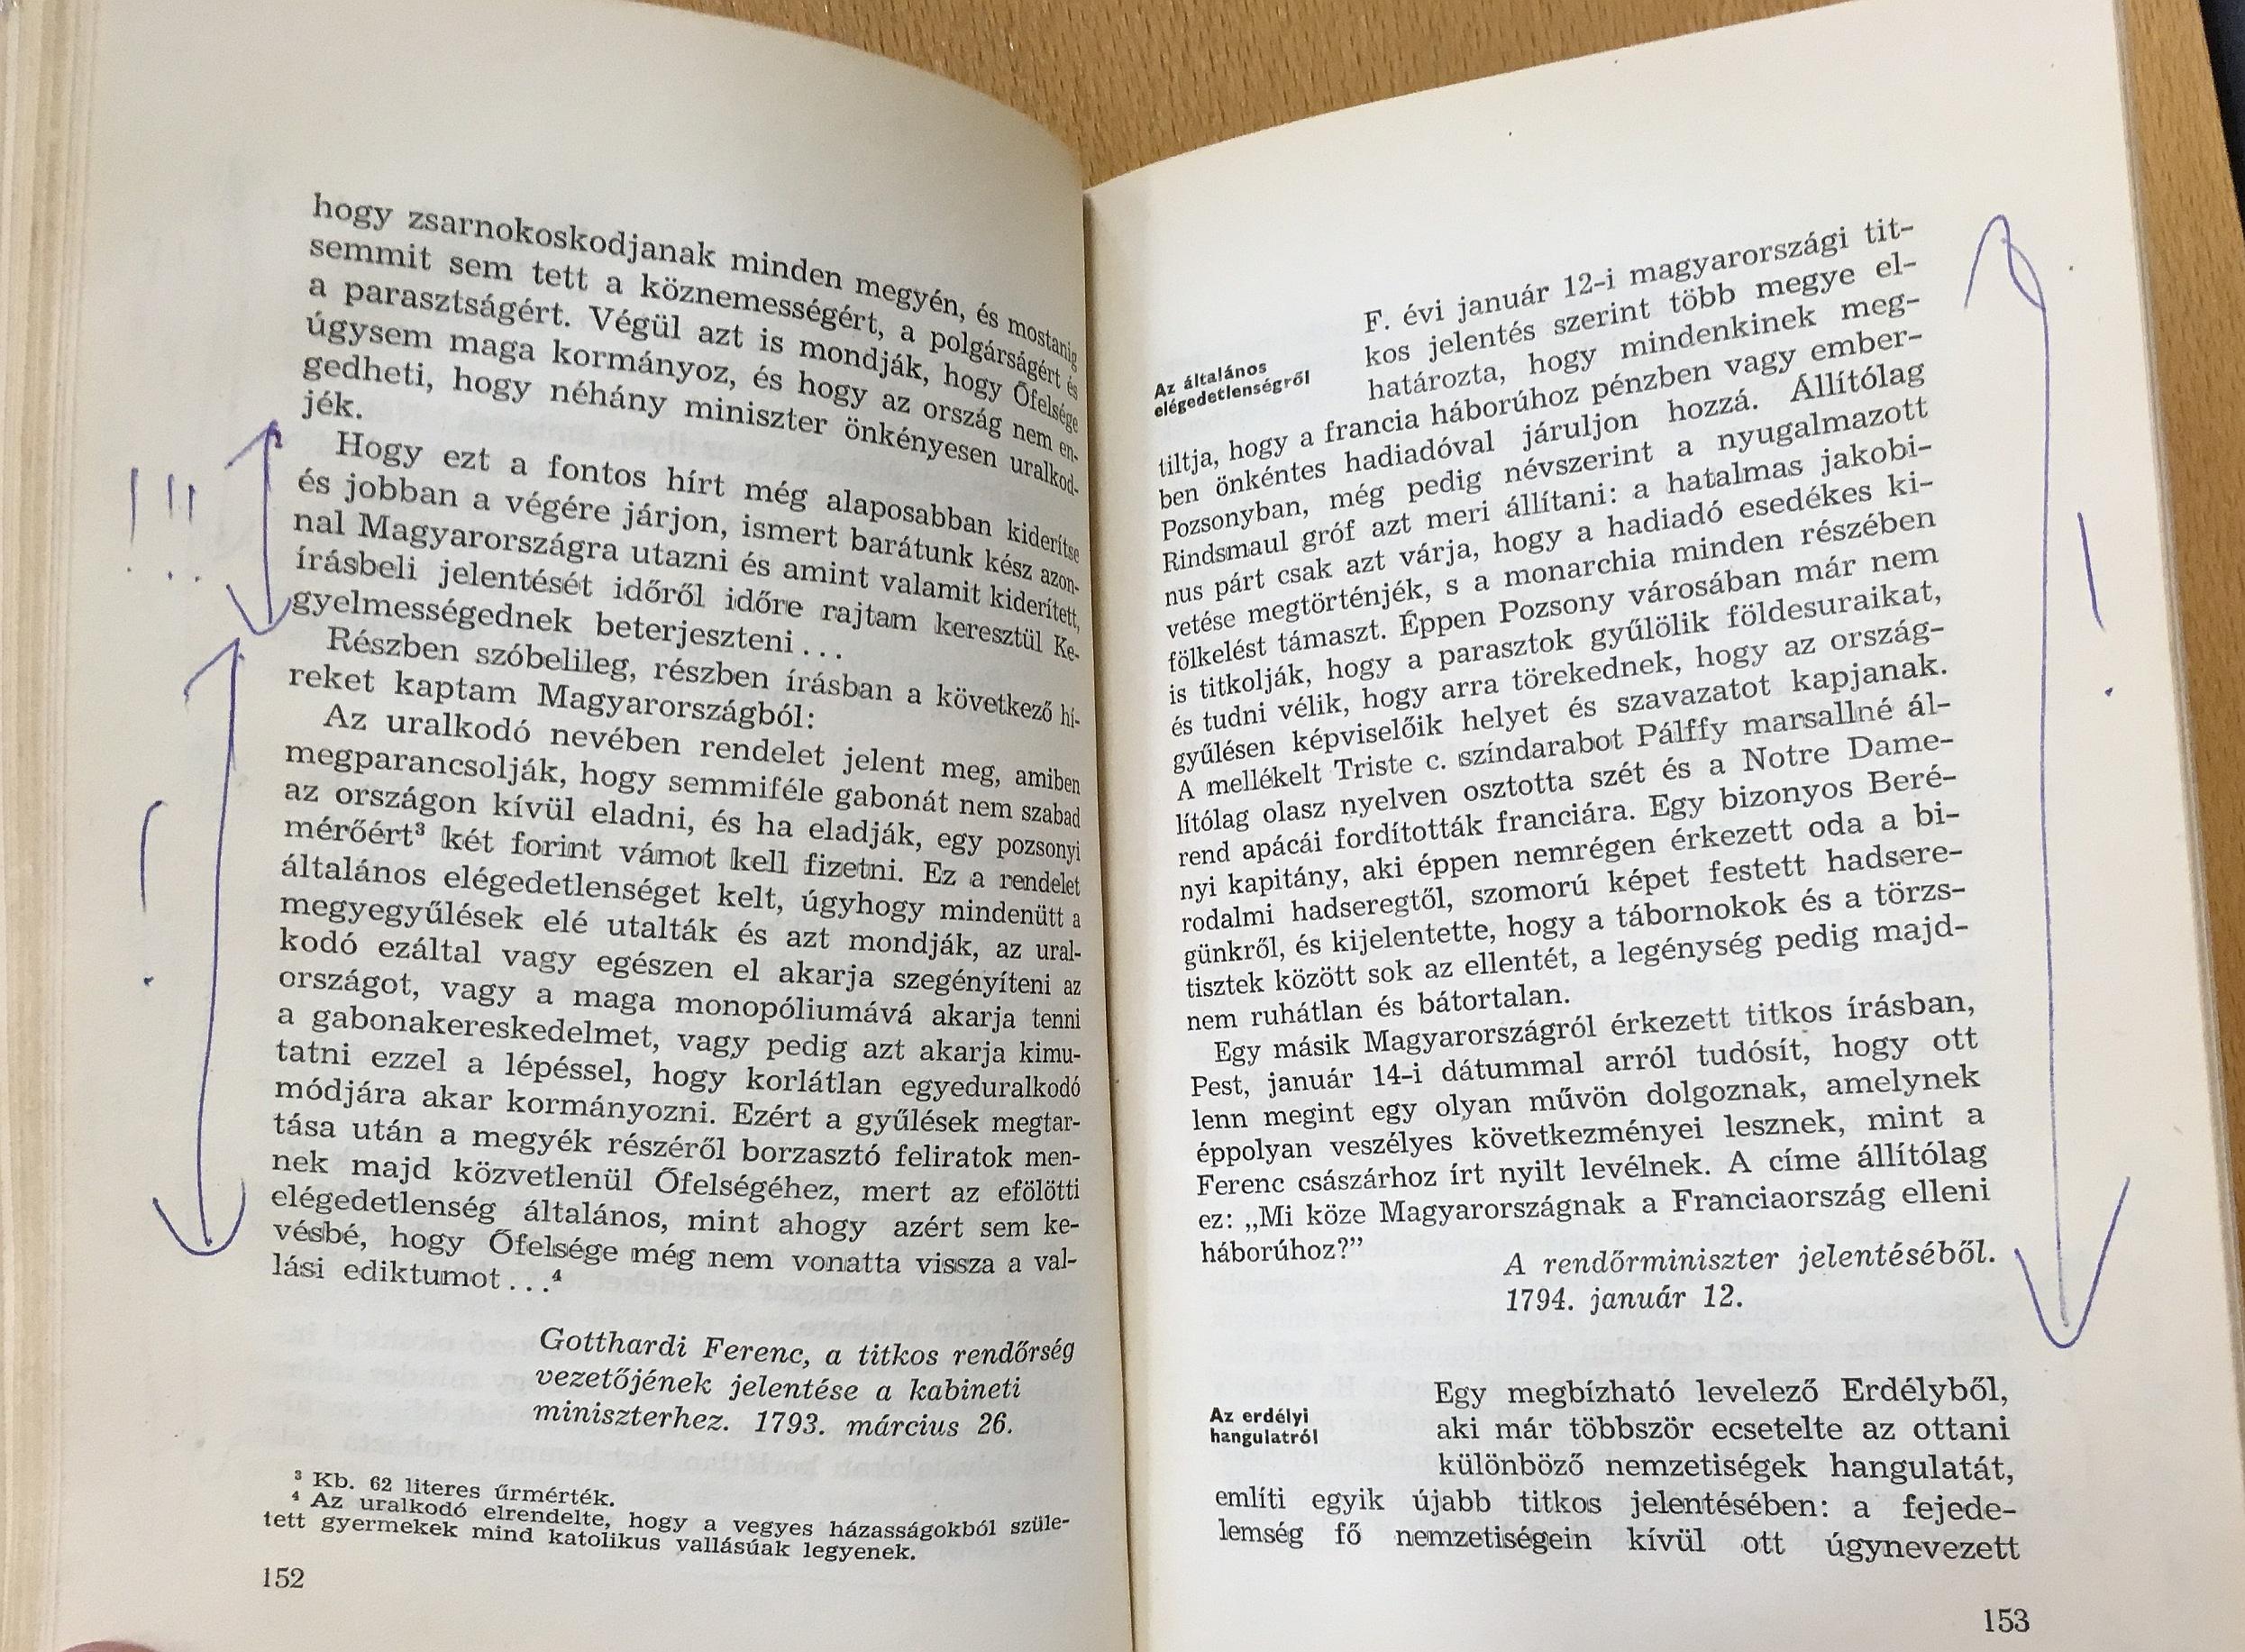 hogy zsarnokoskodjanak minden megyén, és mostanig
semmit sem tett a köznemességért, a polgárságért és
a parasztságért. Végül azt is mondják, hogy Őfelsége
úgysem maga kormányoz, és hogy az ország nem en-
gedheti, hogy néhány miniszter önkényesen uralkod-
jék.
Hogy ezt a fontos hírt még alaposabban kiderítse
és jobban a végére járjon, ismert barátunk kész azon-
nal Magyarországra utazni és amint valamit kiderített,
írásbeli jelentését időről időre rajtam keresztül Ke-
gyelmességednek beterjeszteni...
Részben szóbelileg, részben írásban a következő hí-
reket kaptam Magyarországból:
Az uralkodó nevében rendelet jelent meg, amiben
megparancsolják, hogy semmiféle gabonát nem szabad
az országon kívül eladni, és ha eladják, egy pozsonyi
mérőért³ két forint vámot kell fizetni. Ez a rendelet
általános elégedetlenséget kelt, úgyhogy mindenütt a
megyegyűlések elé utalták és azt mondják, az ural-
kodó ezáltal vagy egészen el akarja szegényíteni az
országot, vagy a maga monopóliumává akarja tenni
a gabonakereskedelmet, vagy pedig azt akarja kimu-
tatni ezzel a lépéssel, hogy korlátlan egyeduralkodó
módjára akar kormányozni. Ezért a gyűlések megtar-
tása után a megyék részéről borzasztó feliratok men-
nek majd közvetlenül Őfelségéhez, mert az efölötti
elégedetlenség általános, mint ahogy azért sem ke-
vésbé, hogy Őfelsége még nem vonatta vissza a val-
lási ediktumot...⁴
Gotthardi Ferenc, a titkos rendőrség
vezetőjének jelentése a kabineti
miniszterhez. 1793. március 26.
³ Kb. 62 literes űrmérték.
⁴ Az uralkodó elrendelte, hogy a vegyes házasságokból szüle-
tett gyermekek mind katolikus vallásúak legyenek.
152
!!!
!
Az általános
elégedetlenségről
F. évi január 12-i magyarországi tit-
kos jelentés szerint több megye el-
határozta, hogy mindenkinek meg-
tiltja, hogy a francia háborúhoz pénzben vagy ember-
ben önkéntes hadiadóval járuljon hozzá. Állítólag
Pozsonyban, még pedig névszerint a nyugalmazott
Rindsmaul gróf azt meri állítani: a hatalmas jakobi-
nus párt csak azt várja, hogy a hadiadó esedékes ki-
vetése megtörténjék, s a monarchia minden részében
fölkelést támaszt. Éppen Pozsony városában már nem
is titkolják, hogy a parasztok gyűlölik földesuraikat,
és tudni vélik, hogy arra törekednek, hogy az ország-
gyűlésen képviselőik helyet és szavazatot kapjanak.
A mellékelt Triste c. színdarabot Pálffy marsallné ál-
lítólag olasz nyelven osztotta szét és a Notre Dame-
rend apácái fordították franciára. Egy bizonyos Beré-
nyi kapitány, aki éppen nemrégen érkezett oda a bi-
rodalmi hadseregtől, szomorú képet festett hadsere-
günkről, és kijelentette, hogy a tábornokok és a törzs-
tisztek között sok az ellentét, a legénység pedig majd-
nem ruhátlan és bátortalan.
Egy másik Magyarországról érkezett titkos írásban,
Pest, január 14-i dátummal arról tudósít, hogy ott
lenn megint egy olyan művön dolgoznak, amelynek
éppolyan veszélyes következményei lesznek, mint a
Ferenc császárhoz írt nyilt levélnek. A címe állítólag
ez: „Mi köze Magyarországnak a Franciaország elleni
háborúhoz?”
A rendőrminiszter jelentéséből.
1794. január 12.
Az erdélyi
hangulatról
Egy megbízható levelező Erdélyből,
aki már többször ecsetelte az ottani
különböző nemzetiségek hangulatát,
említi egyik újabb titkos jelentésében: a fejede-
lemség fő nemzetiségein kívül ott úgynevezett
153
!